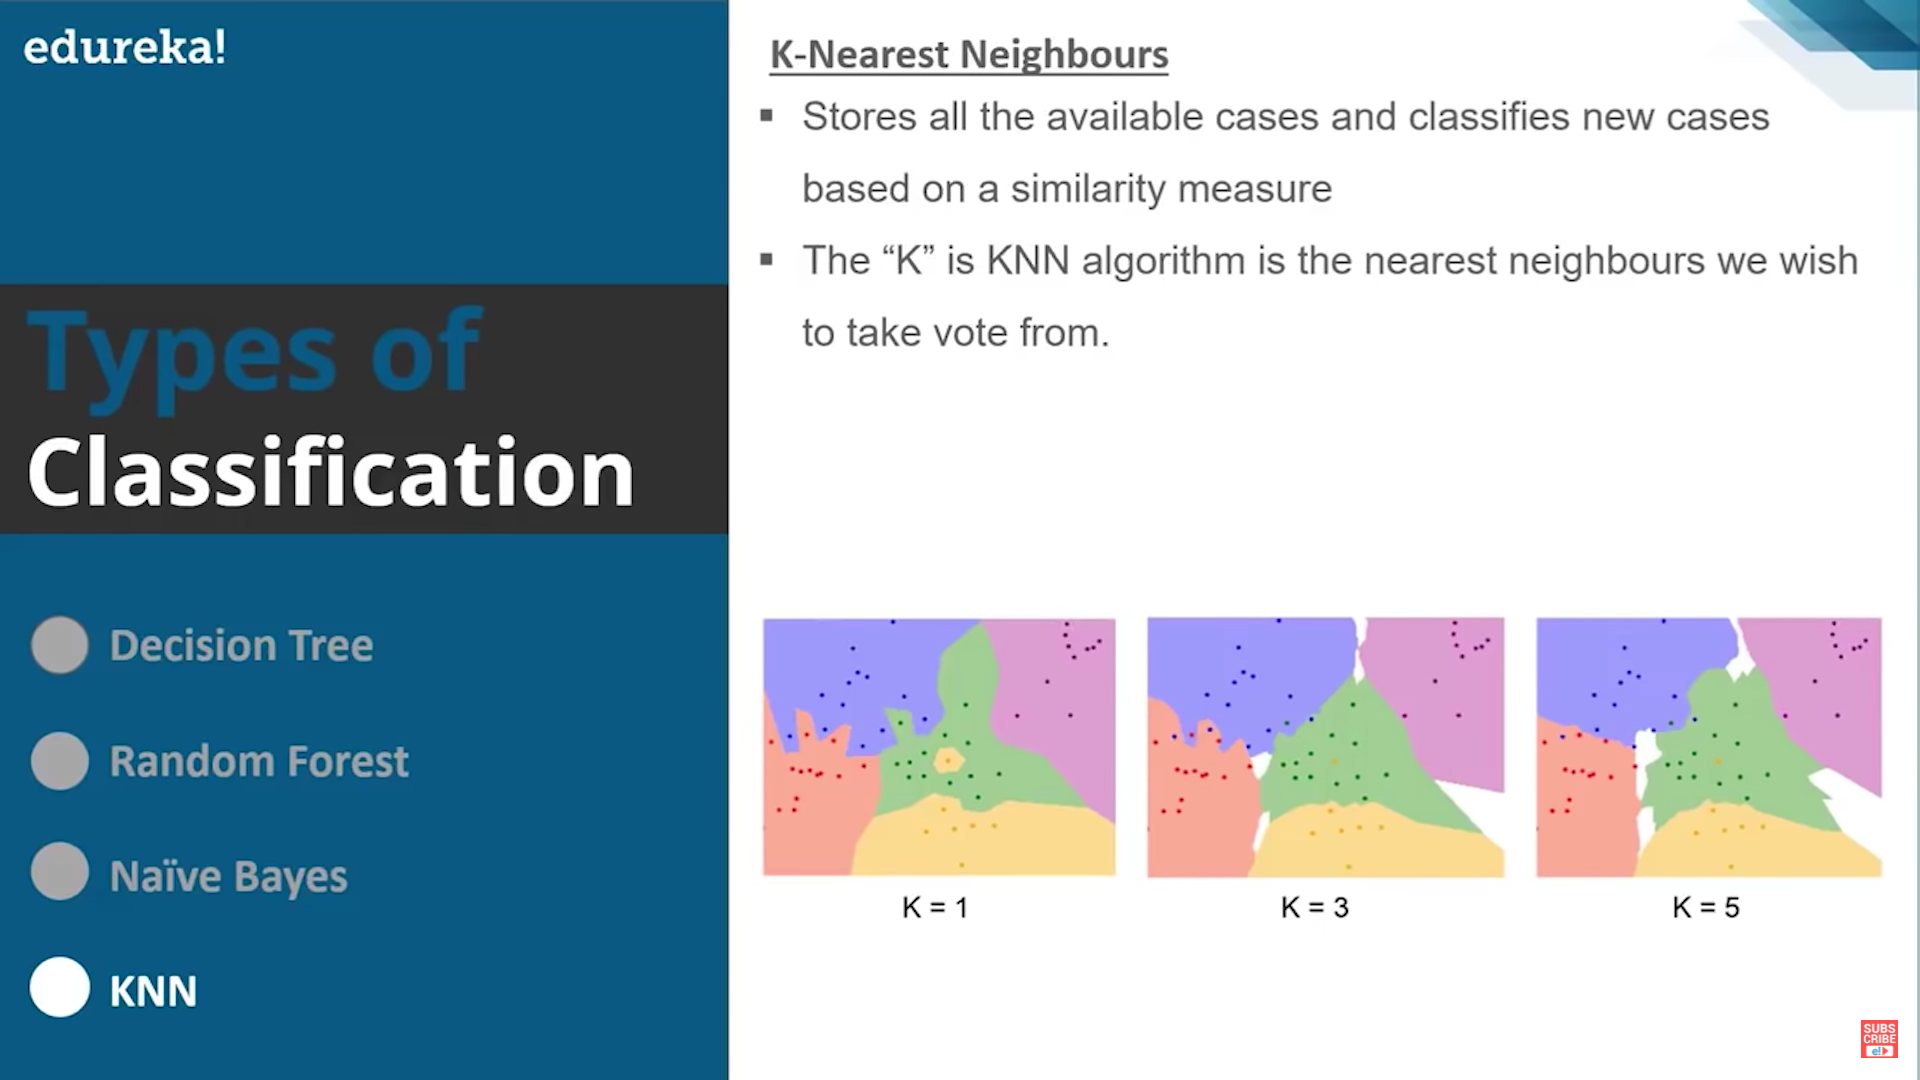 edureka!
Types of
Classification
Decision Tree
Random Forest
Naïve Bayes
KNN
K-Nearest Neighbours
▪ Stores all the available cases and classifies new cases
based on a similarity measure
▪ The “K” is KNN algorithm is the nearest neighbours we wish
to take vote from.
K = 1
K = 3
K = 5
SUBS
CRIBE
e!